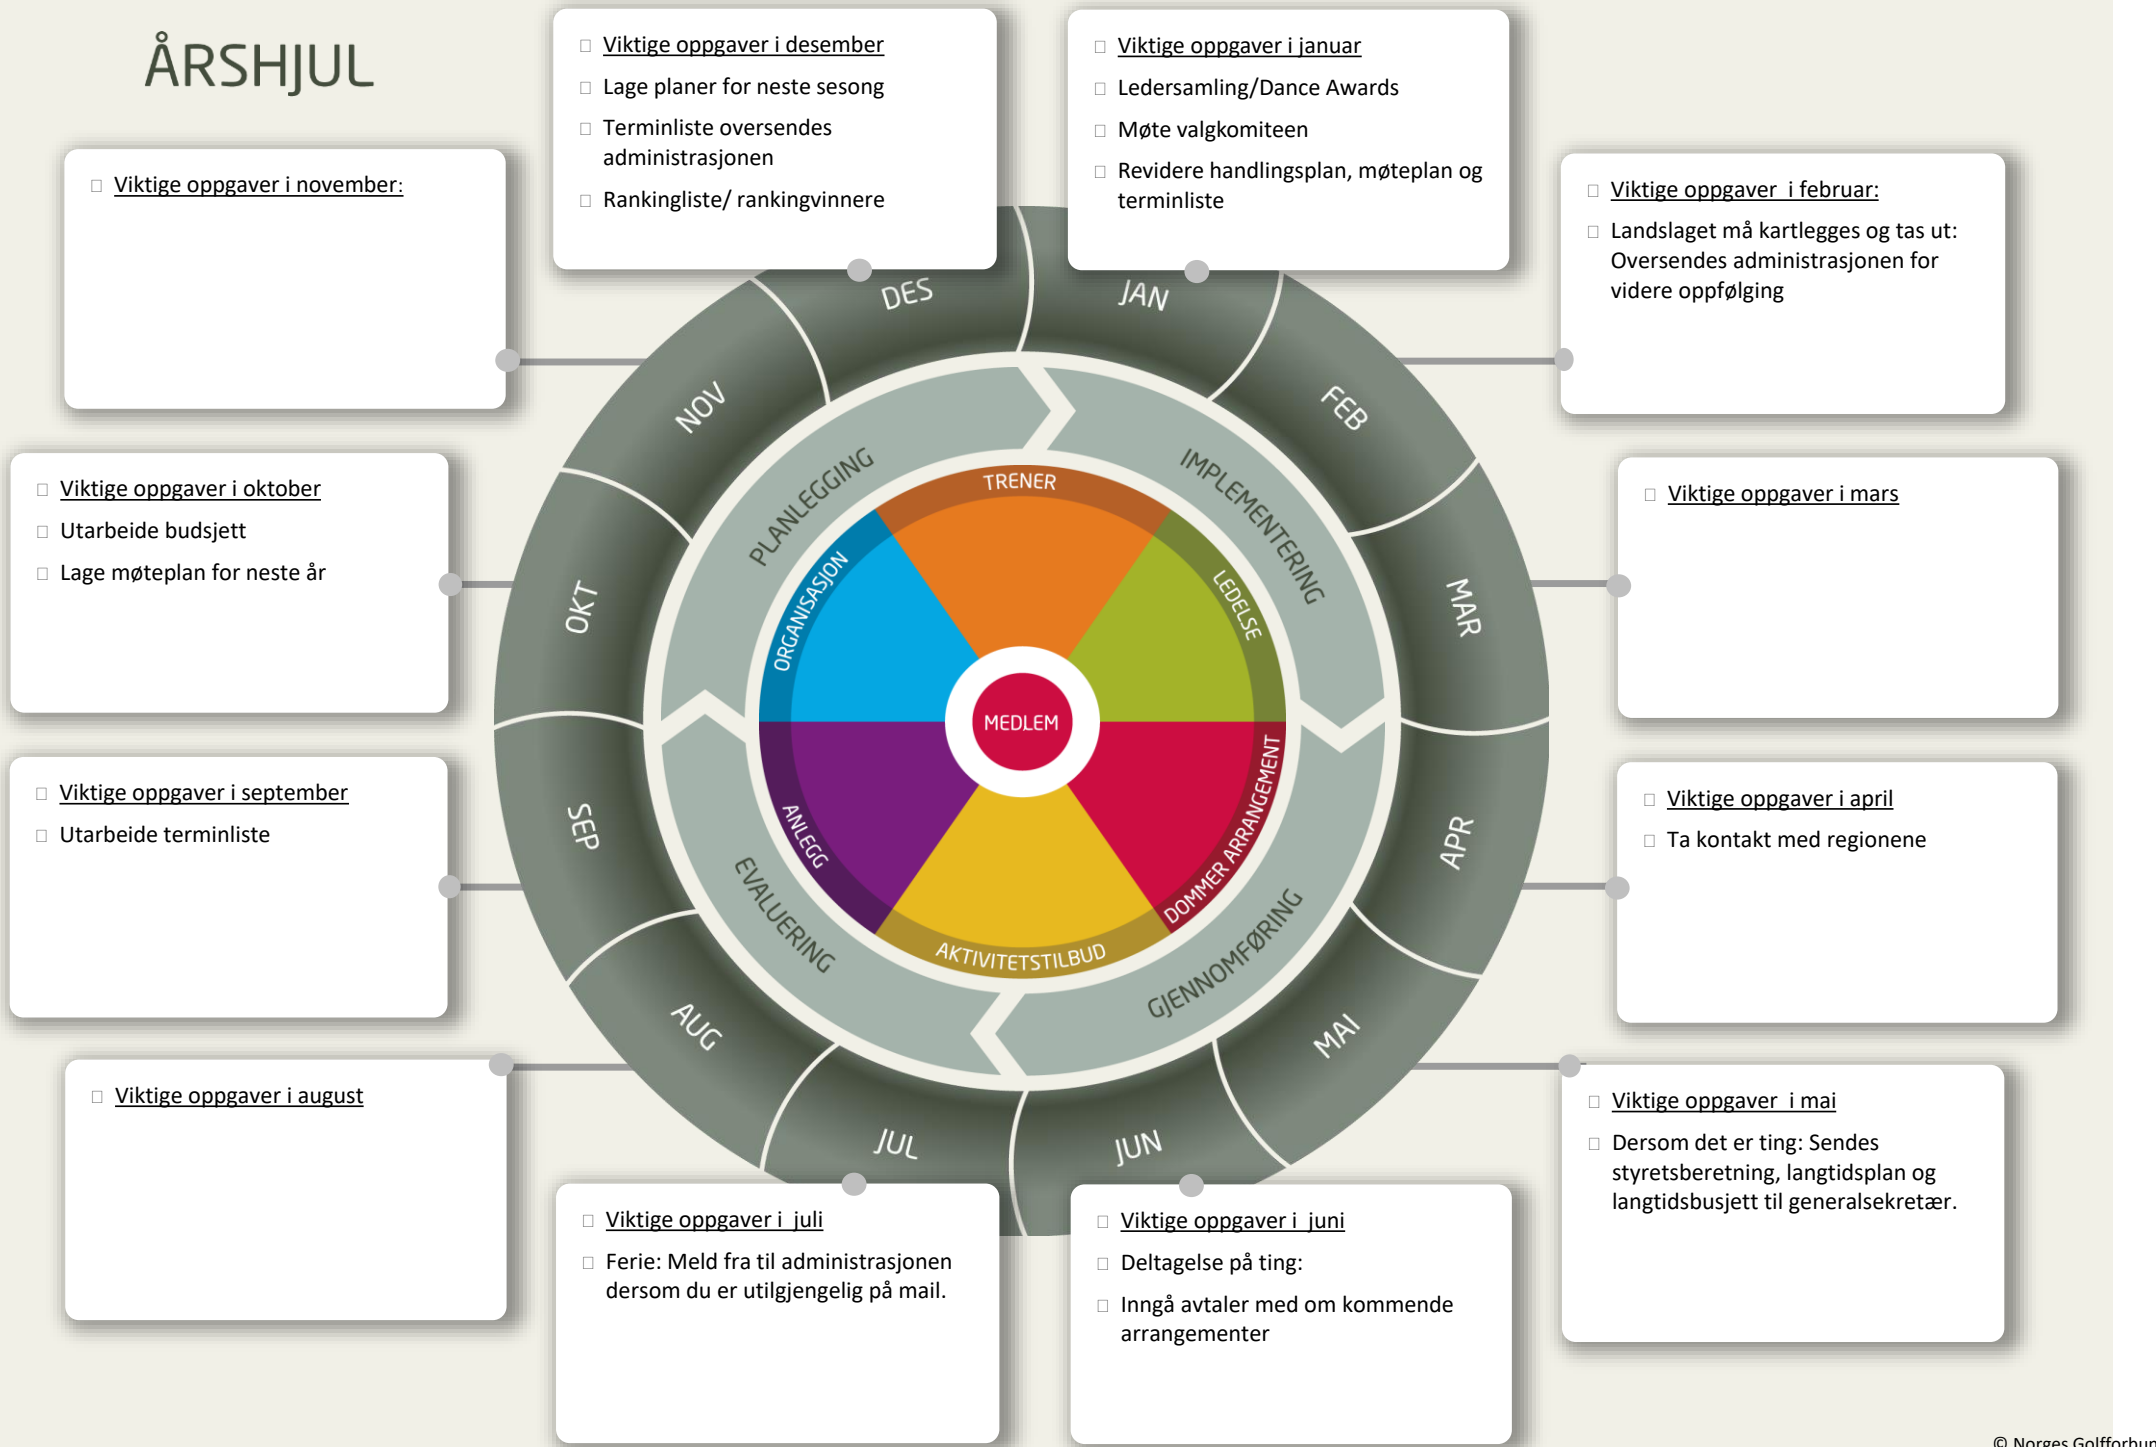 ÅRSHJUL
Viktige oppgaver i desember
Lage planer for neste sesong
Terminliste oversendes
administrasjonen
Rankingliste/ rankingvinnere
Viktige oppgaver i januar
Ledersamling/Dance Awards
Møte valgkomiteen
Revidere handlingsplan, møteplan og
terminliste
Viktige oppgaver i november:
Viktige oppgaver i februar:
Landslaget må kartlegges og tas ut:
Oversendes administrasjonen for
videre oppfølging
Viktige oppgaver i oktober
Utarbeide budsjett
Lage møteplan for neste år
Viktige oppgaver i mars
Viktige oppgaver i september
Utarbeide terminliste
Viktige oppgaver i april
Ta kontakt med regionene
Viktige oppgaver i august
Viktige oppgaver i mai
Dersom det er ting: Sendes
styretsberetning, langtidsplan og
langtidsbusjett til generalsekretær.
Viktige oppgaver i juli
Ferie: Meld fra til administrasjonen
dersom du er utilgjengelig på mail.
Viktige oppgaver i juni
Deltagelse på ting:
Inngå avtaler med om kommende
arrangementer
JAN
FEB
MAR
APR
MAI
JUN
JUL
AUG
SEP
OKT
NOV
DES
PLANLEGGING
IMPLEMENTERING
GJENNOMFØRING
EVALUERING
TRENER
LEDELSE
DOMMER ARRANGEMENT
AKTIVITETSTILBUD
ANLEGG
ORGANISASJON
MEDLEM
© Norges